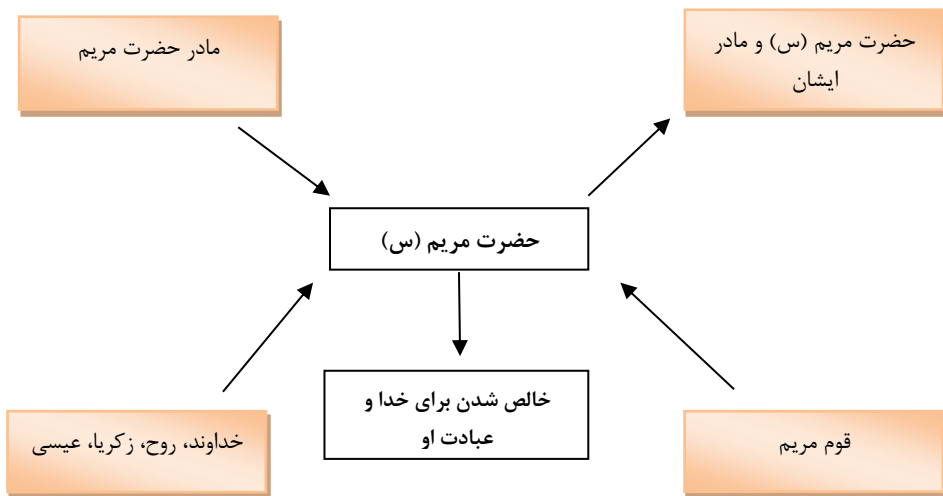 حضرت مریم (س) و مادر
ایشان
مادر حضرت مریم
حضرت مریم (س)
خالص شدن برای خدا و
عبادت او
قوم مریم
خداوند، روح، زکریا، عیسی